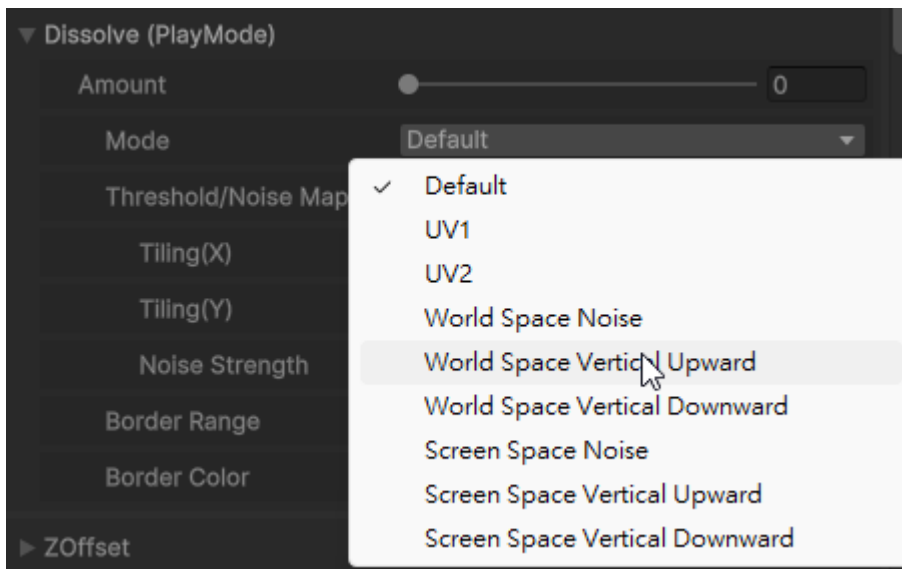 Dissolve (PlayMode)
Amount 0
Mode Default
Threshold/Noise Map
Tiling(X)
Tiling(Y)
Noise Strength
Border Range
Border Color
ZOffset
Default
UV1
UV2
World Space Noise
World Space Vertical Upward
World Space Vertical Downward
Screen Space Noise
Screen Space Vertical Upward
Screen Space Vertical Downward